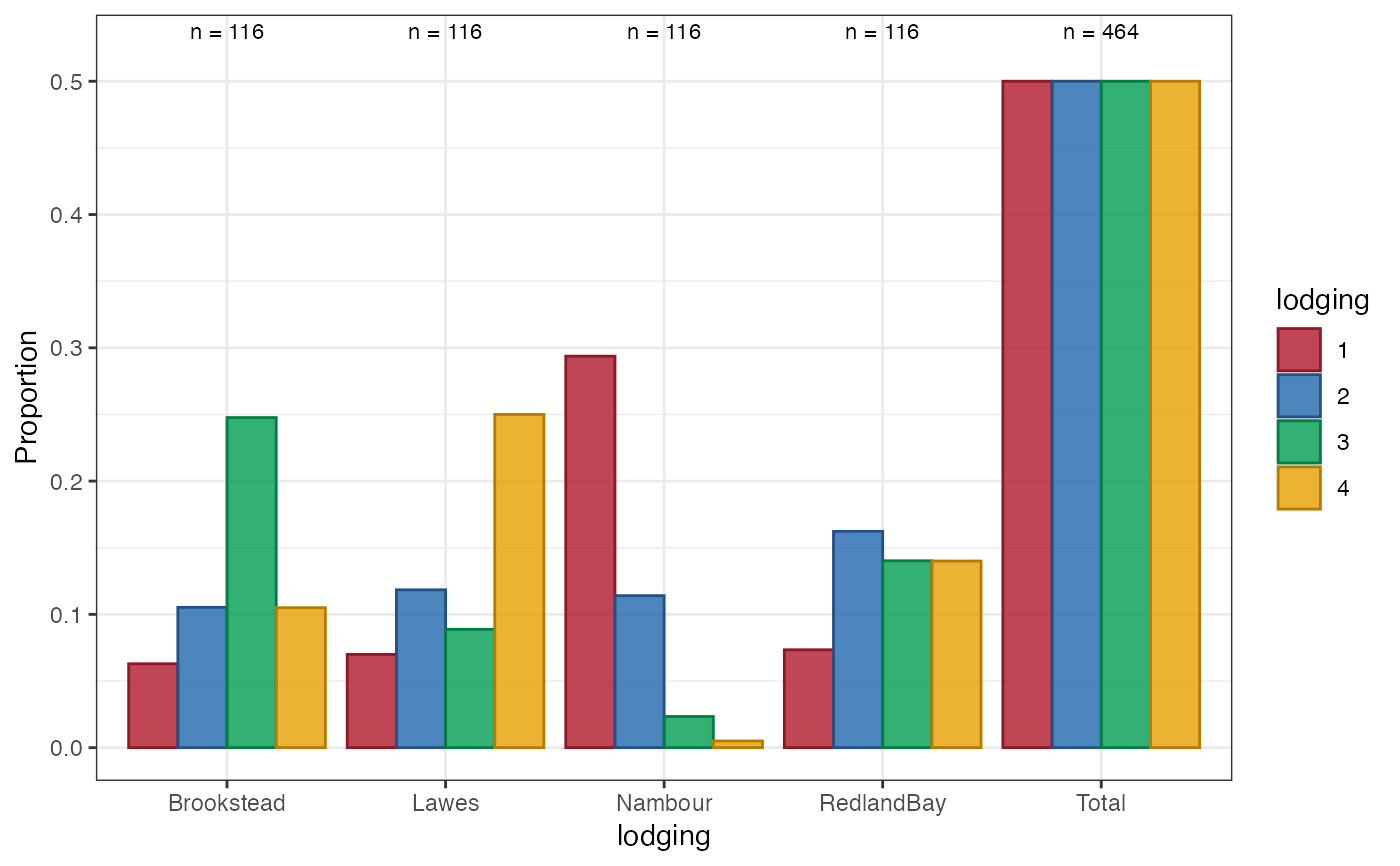 n = 116 n = 116 n = 116 n = 116 n = 464
0.5
0.4
0.3
0.2
0.1
0.0
Proportion
Brookstead Lawes Nambour RedlandBay Total
lodging
lodging
1
2
3
4